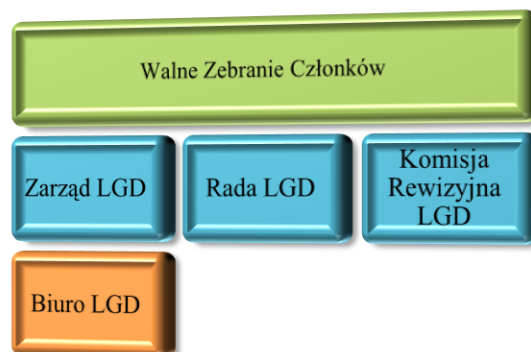 Walne Zebranie Członków
Zarząd LGD
Rada LGD
Komisja
Rewizyjna
LGD
Biuro LGD